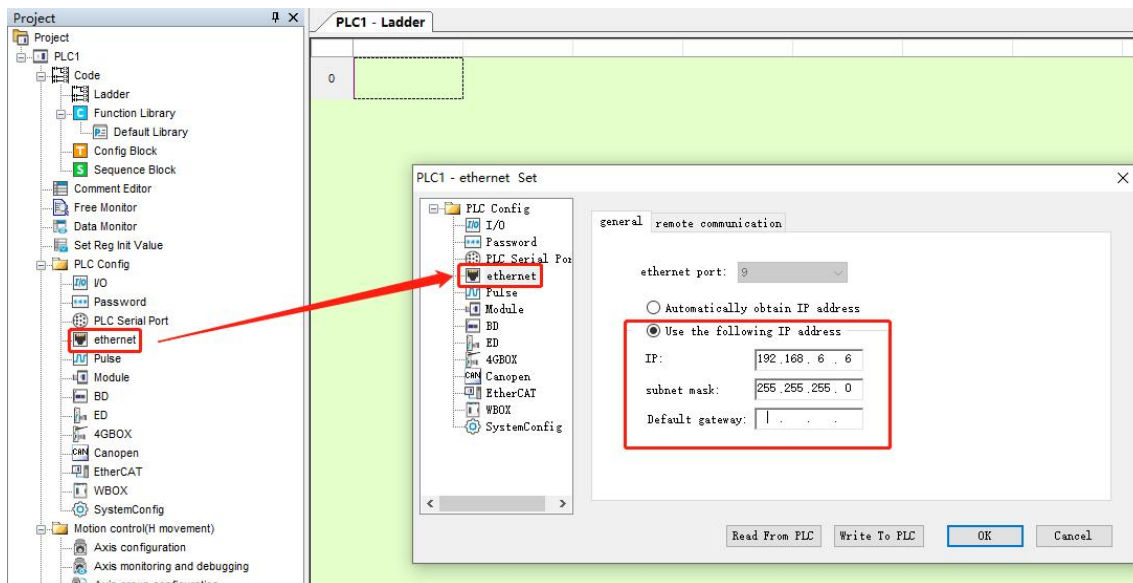 Project
Project
PLC1
Code
Ladder
Function Library
Default Library
Config Block
Sequence Block
Comment Editor
Free Monitor
Data Monitor
Set Reg Init Value
PLC Config
I/O
Password
PLC Serial Port
ethernet
Pulse
Module
BD
ED
4GBOX
Canopen
EtherCAT
WBOX
SystemConfig
Motion control(H movement)
Axis configuration
Axis monitoring and debugging
PLC1 - Ladder
0
PLC1 - ethernet Set
PLC Config
I/O
Password
PLC Serial Por
ethernet
Pulse
Module
BD
ED
4GBOX
Canopen
EtherCAT
WBOX
SystemConfig
general remote communication
ethernet port: 9
Automatically obtain IP address
Use the following IP address
IP: 192 .168 . 6 . 6
subnet mask: 255 .255 .255 . 0
Default gateway: . . .
Read From PLC Write To PLC OK Cancel